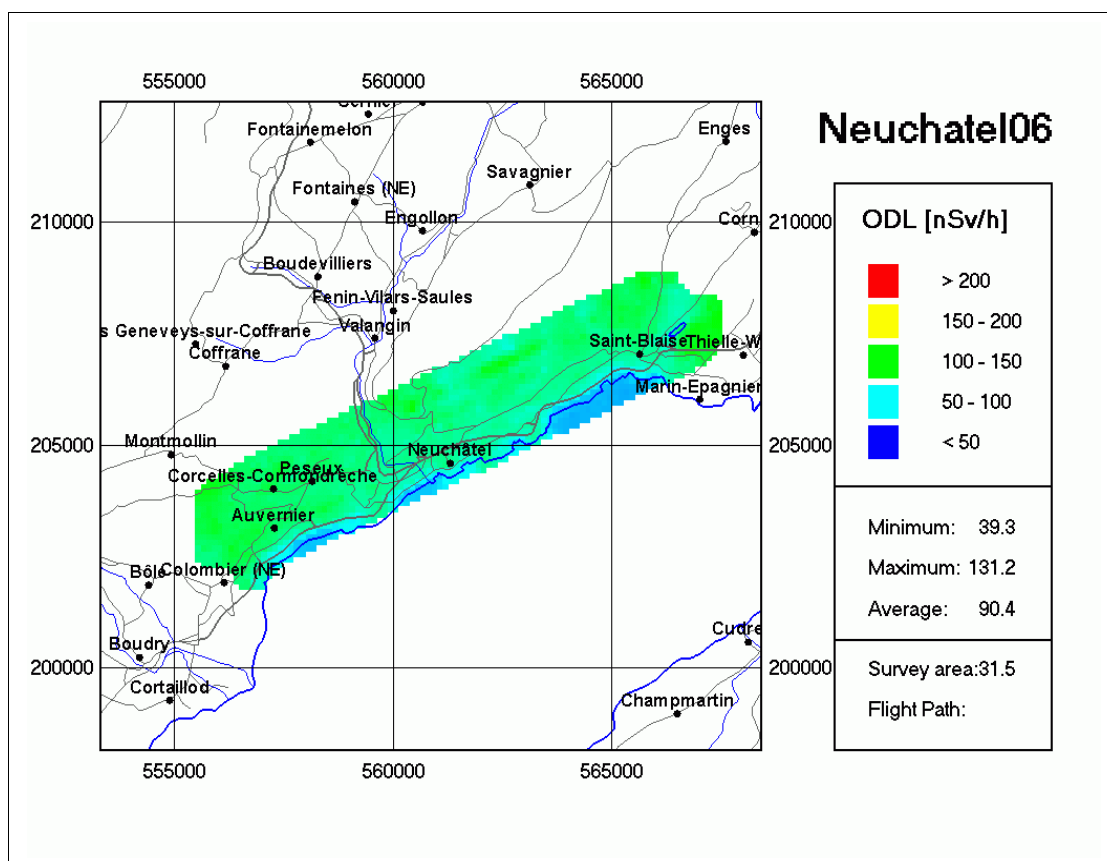 555000 560000 565000
Fontainemelon
Enges
Neuchatel06
Savagnier
Fontaines (NE)
210000 Engollon Corn 210000
ODL [nSv/h]
Boudevilliers
> 200
Fenin-Vilars-Saules
150 - 200
Valangin
s Geneveys-sur-Coffrane
Saint-Blaise Thielle-W
Coffrane
100 - 150
Marin-Epagnier
50 - 100
205000 Montmollin Neuchâtel 205000
< 50
Peseux
Corcelles-Cormondrèche
Auvernier
Minimum: 39.3
Colombier (NE)
Bôle
Maximum: 131.2
Average: 90.4
Boudry
Cudre
200000 200000
Survey area:31.5
Cortaillod
Champmartin
Flight Path:
555000 560000 565000